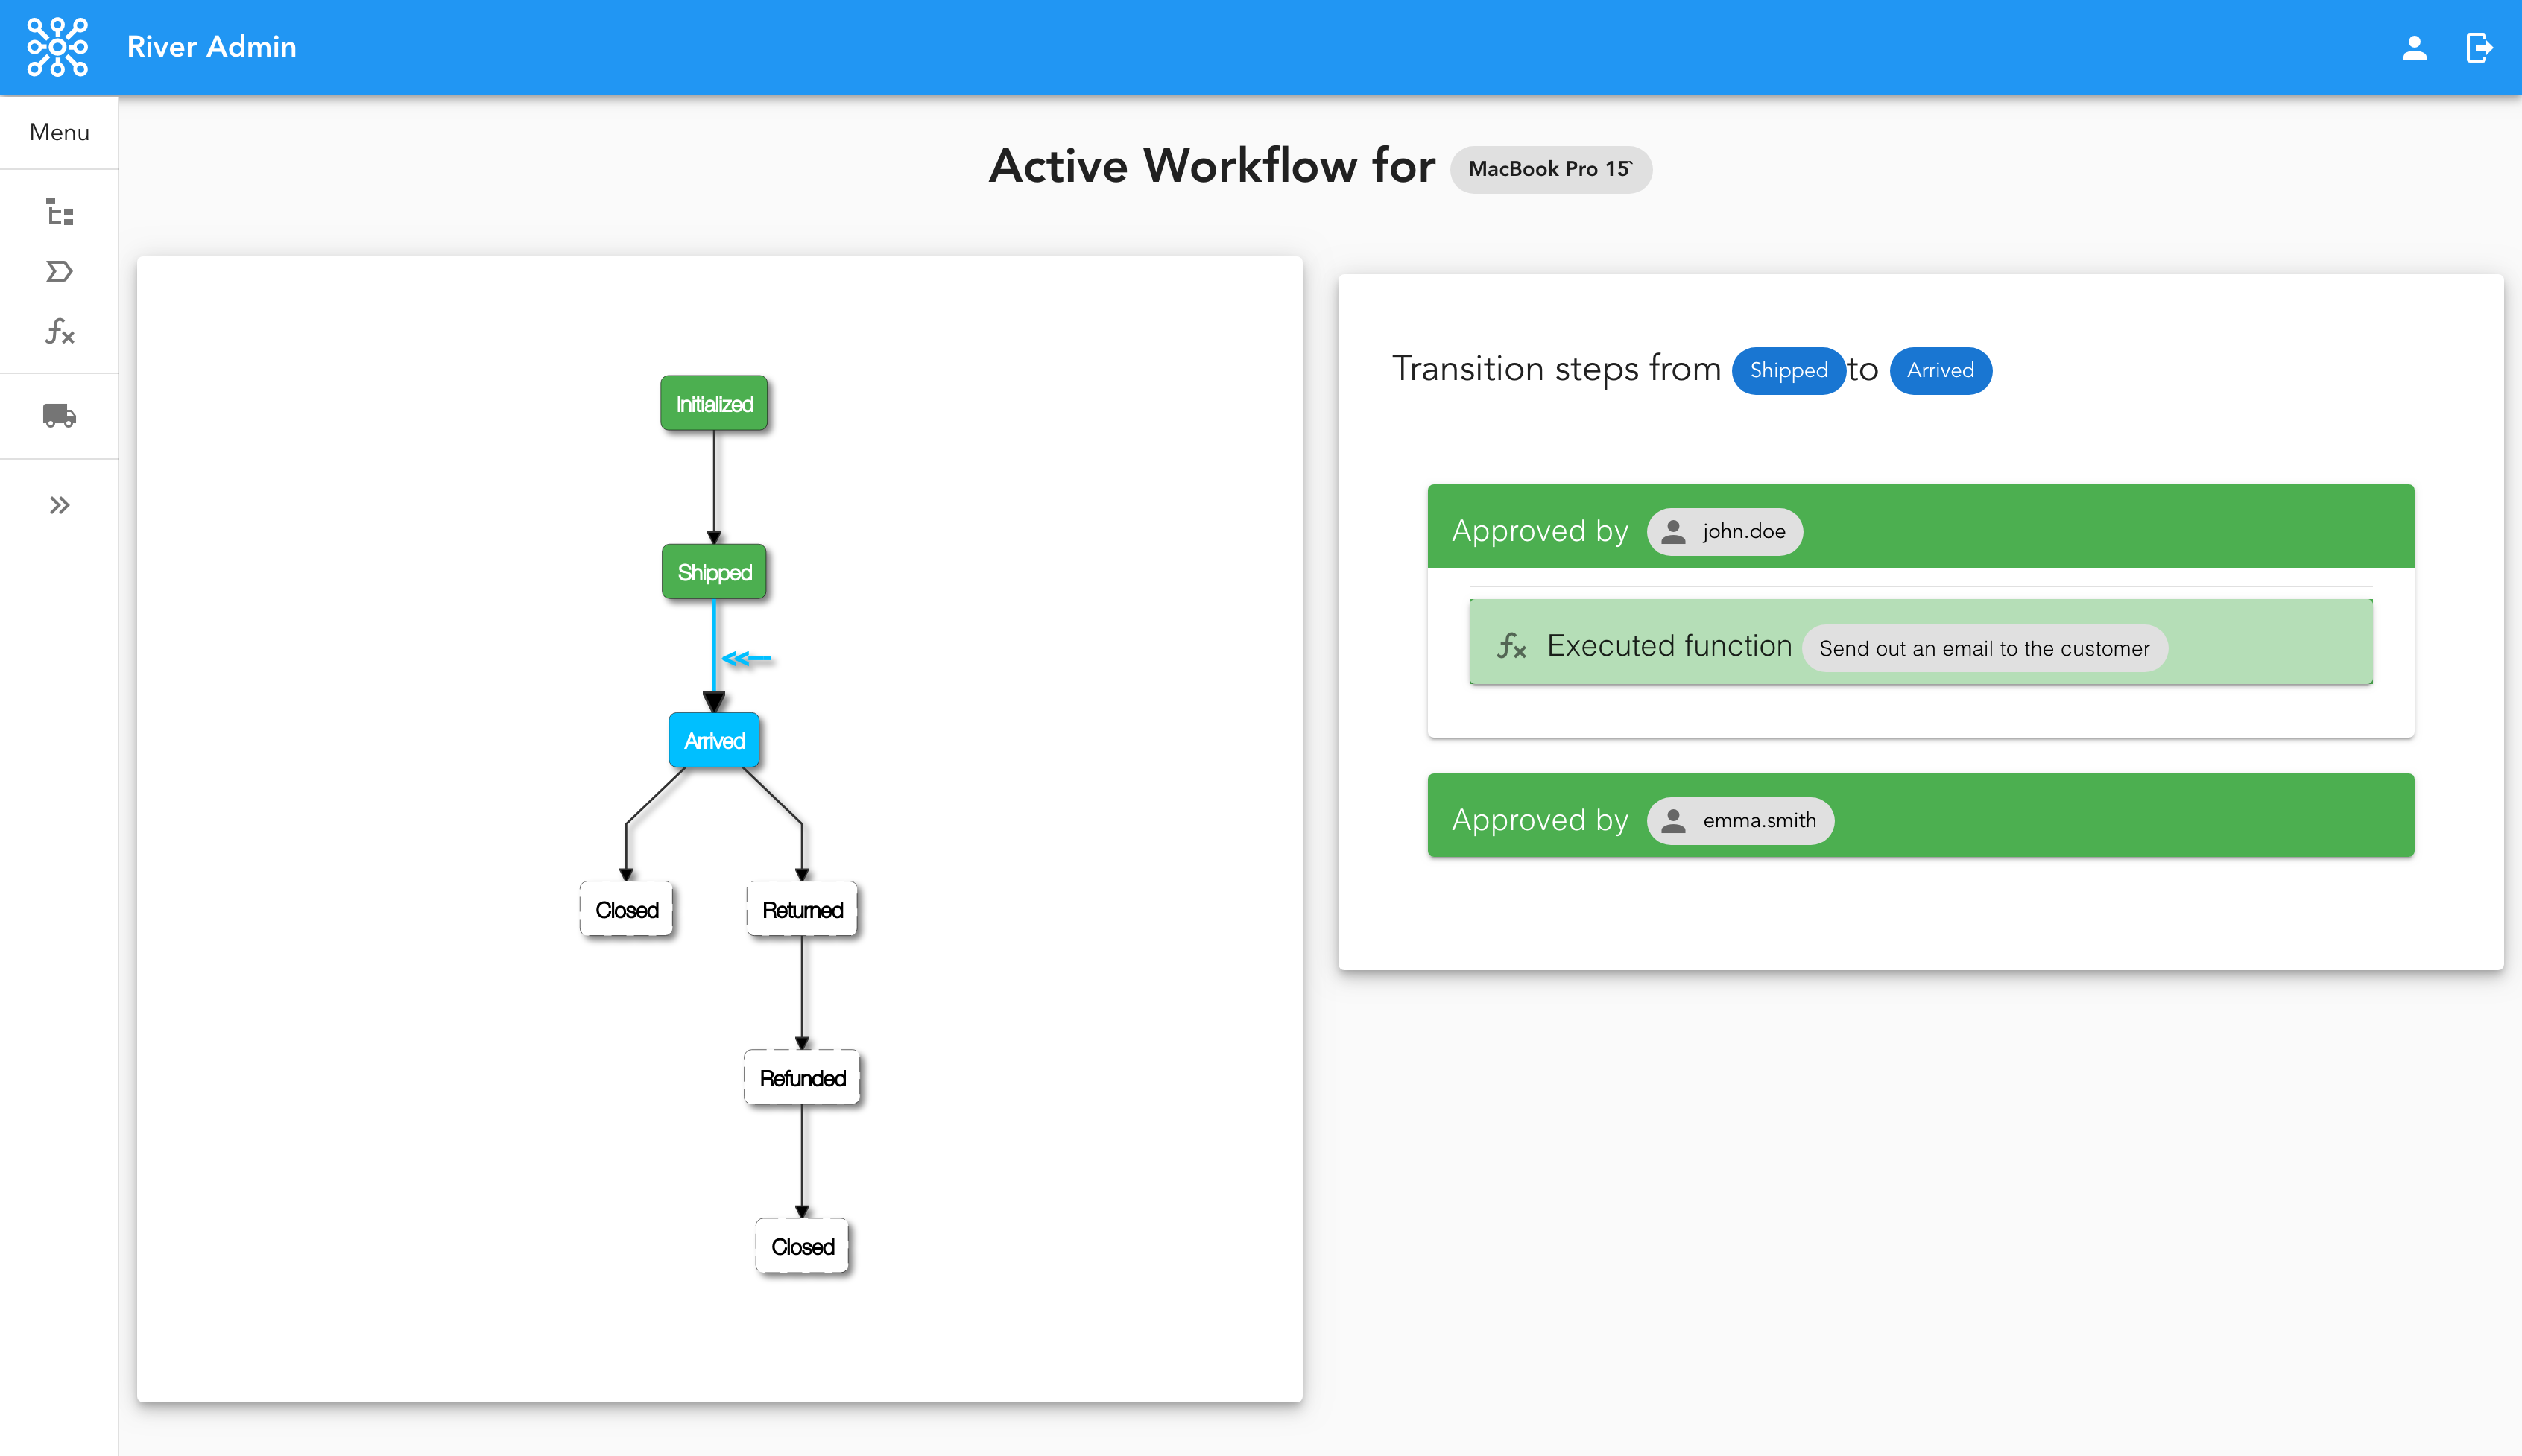 River Admin
Menu
Active Workflow for MacBook Pro 15`
Initialized
Shipped
Arrived
Closed
Returned
Refunded
Closed
Transition steps from Shipped to Arrived
Approved by john.doe
fx Executed function Send out an email to the customer
Approved by emma.smith